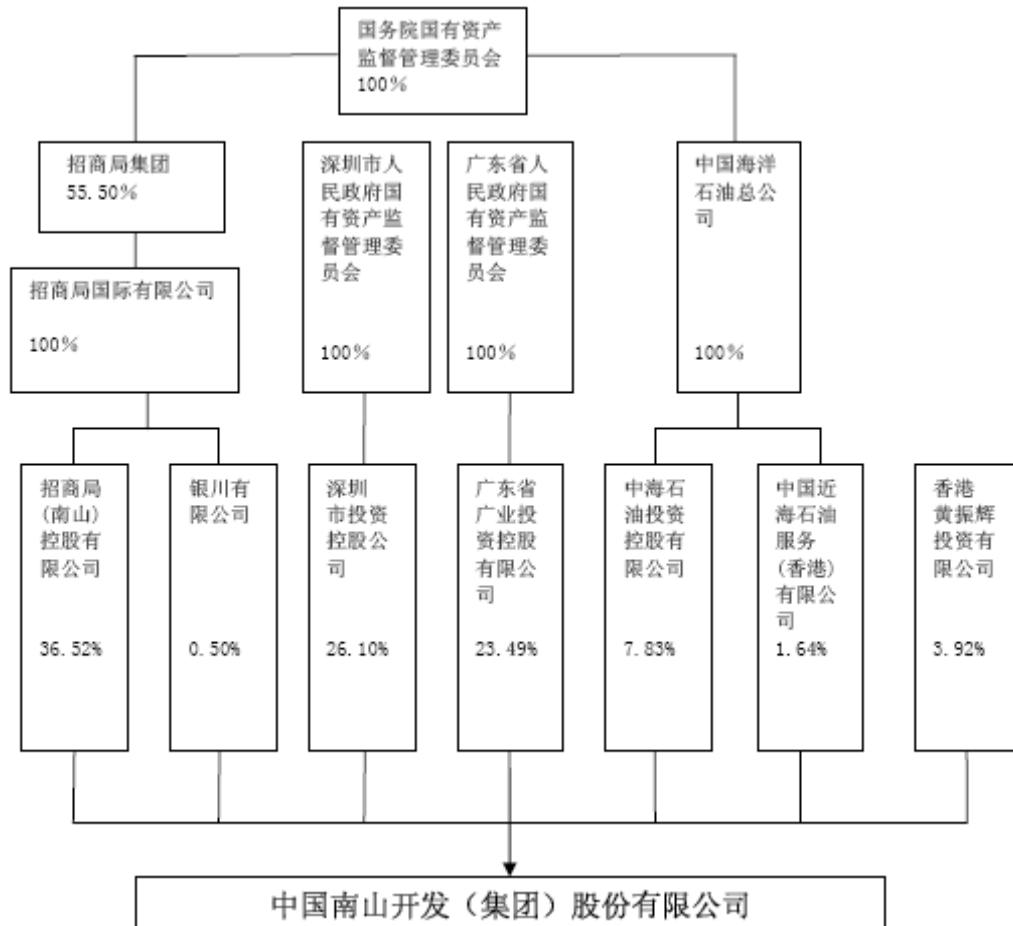 国务院国有资产
监督管理委员会
100%
招商局集团
55.50%
深圳市人
民政府国
有资产监
督管理委
员会
100%
广东省人
民政府国
有资产监
督管理委
员会
100%
中国海洋
石油总公
司
100%
招商局国际有限公司
100%
招商局
(南山)
控股有
限公司
36.52%
银川有
限公司
0.50%
深圳
市投资
控股公
司
26.10%
广东省
广业投
资控股
有限公
司
23.49%
中海石
油投资
控股有
限公司
7.83%
中国近
海石油
服务
(香港)
有限公
司
1.64%
香港
黄振辉
投资有
限公司
3.92%
中国南山开发（集团）股份有限公司